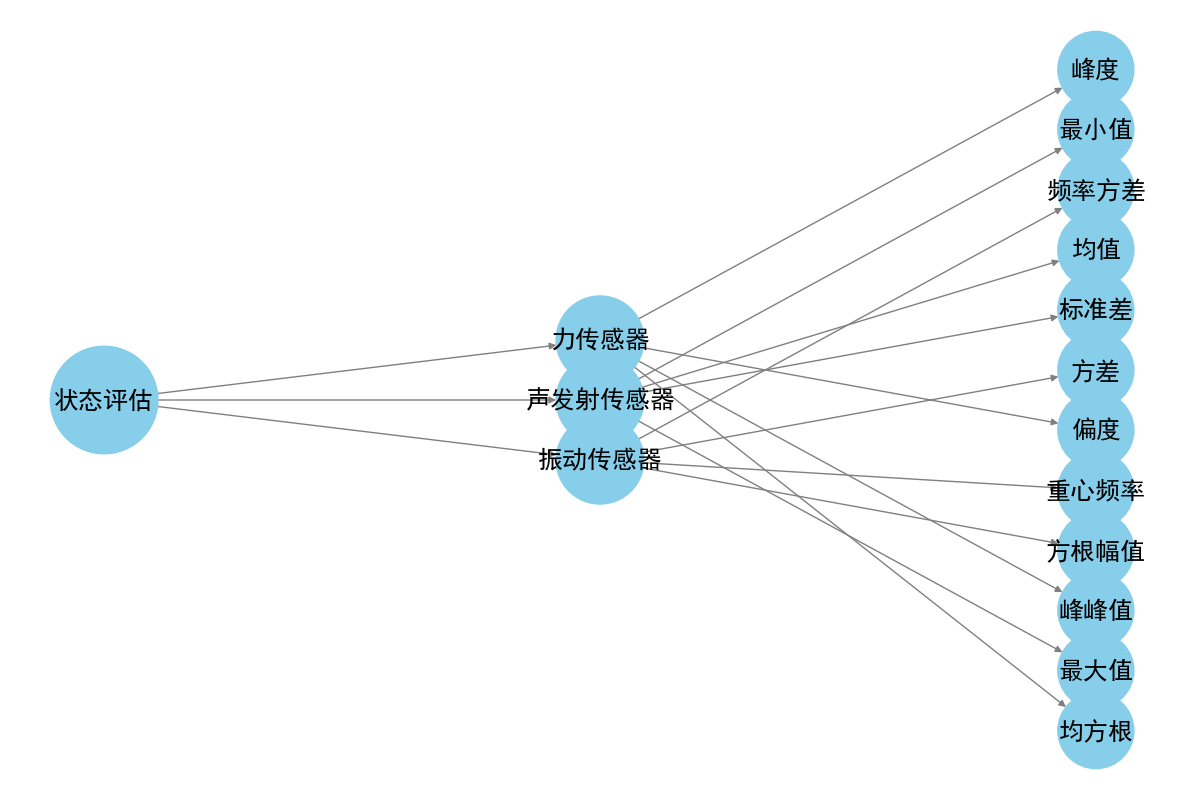 状态评估
力传感器
声发射传感器
振动传感器
峰度
最小值
频率方差
均值
标准差
方差
偏度
重心频率
方根幅值
峰峰值
最大值
均方根